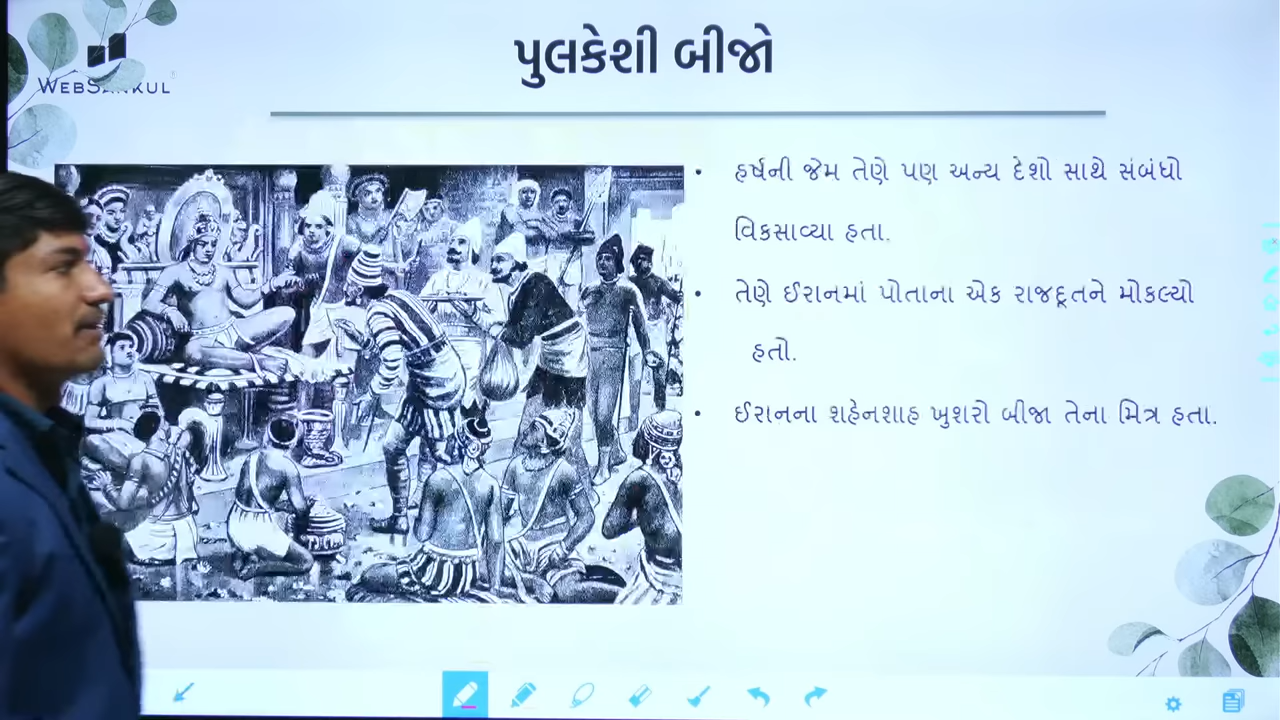 પુલકેશી બીજો
WEBSANKUL
• હર્ષની જેમ તેણે પણ અન્ય દેશો સાથે સંબંધો
વિકસાવ્યા હતા.
• તેણે ઈરાનમાં પોતાના એક રાજદૂતને મોકલ્યો
હતો.
• ઈરાનના શહેનશાહ ખુશરો બીજા તેના મિત્ર હતા.